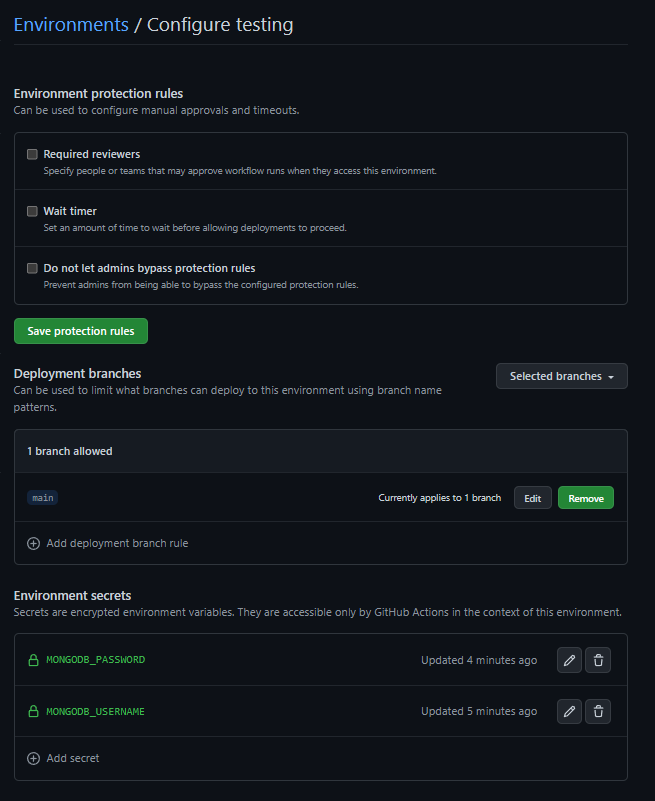 Environments / Configure testing
Environment protection rules
Can be used to configure manual approvals and timeouts.
Required reviewers
Specify people or teams that may approve workflow runs when they access this environment.
Wait timer
Set an amount of time to wait before allowing deployments to proceed.
Do not let admins bypass protection rules
Prevent admins from being able to bypass the configured protection rules.
Save protection rules
Deployment branches
Can be used to limit what branches can deploy to this environment using branch name
patterns.
Selected branches
1 branch allowed
main Currently applies to 1 branch Edit Remove
Add deployment branch rule
Environment secrets
Secrets are encrypted environment variables. They are accessible only by GitHub Actions in the context of this environment.
MONGODB_PASSWORD Updated 4 minutes ago
MONGODB_USERNAME Updated 5 minutes ago
Add secret